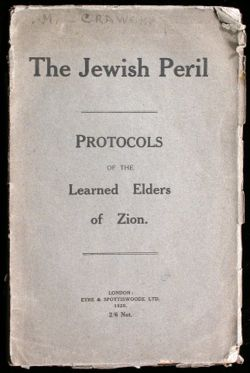 The Jewish Peril
PROTOCOLS
OF THE
Learned Elders
of Zion.
LONDON:
EYRE & SPOTTISWOODE, LTD.
1920.
2/6 Net.